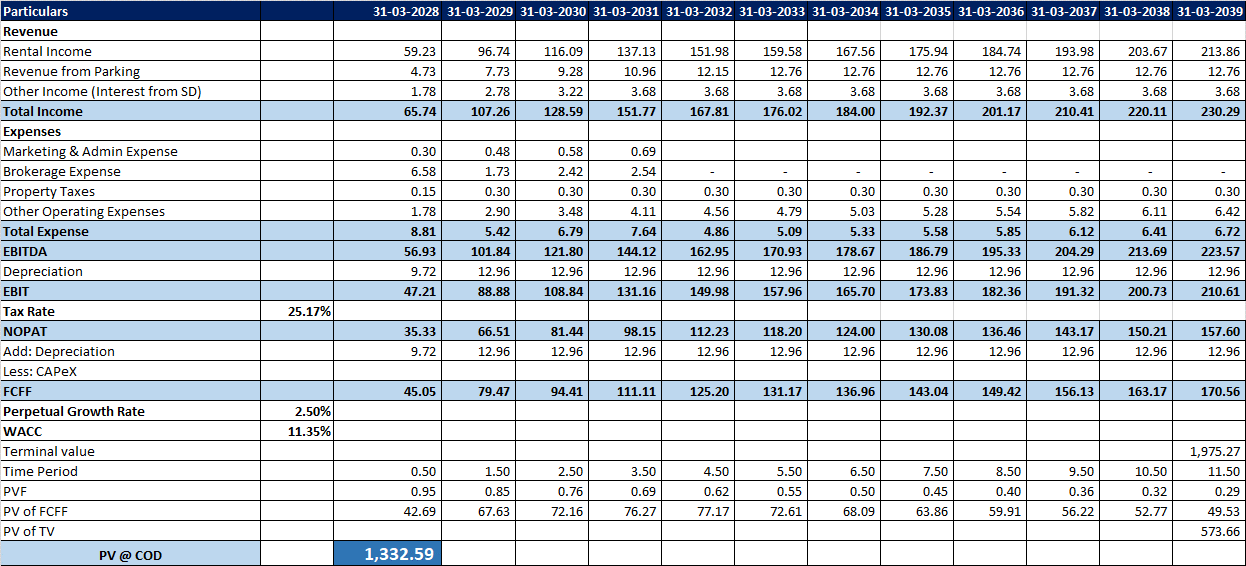 Particulars 31-03-2028 31-03-2029 31-03-2030 31-03-2031 31-03-2032 31-03-2033 31-03-2034 31-03-2035 31-03-2036 31-03-2037 31-03-2038 31-03-2039
Revenue
Rental Income 59.23 96.74 116.09 137.13 151.98 159.58 167.56 175.94 184.74 193.98 203.67 213.86
Revenue from Parking 4.73 7.73 9.28 10.96 12.15 12.76 12.76 12.76 12.76 12.76 12.76 12.76
Other Income (Interest from SD) 1.78 2.78 3.22 3.68 3.68 3.68 3.68 3.68 3.68 3.68 3.68 3.68
Total Income 65.74 107.26 128.59 151.77 167.81 176.02 184.00 192.37 201.17 210.41 220.11 230.29
Expenses
Marketing & Admin Expense 0.30 0.48 0.58 0.69
Brokerage Expense 6.58 1.73 2.42 2.54 - - - - - - - -
Property Taxes 0.15 0.30 0.30 0.30 0.30 0.30 0.30 0.30 0.30 0.30 0.30 0.30
Other Operating Expenses 1.78 2.90 3.48 4.11 4.56 4.79 5.03 5.28 5.54 5.82 6.11 6.42
Total Expense 8.81 5.42 6.79 7.64 4.86 5.09 5.33 5.58 5.85 6.12 6.41 6.72
EBITDA 56.93 101.84 121.80 144.12 162.95 170.93 178.67 186.79 195.33 204.29 213.69 223.57
Depreciation 9.72 12.96 12.96 12.96 12.96 12.96 12.96 12.96 12.96 12.96 12.96 12.96
EBIT 47.21 88.88 108.84 131.16 149.98 157.96 165.70 173.83 182.36 191.32 200.73 210.61
Tax Rate 25.17%
NOPAT 35.33 66.51 81.44 98.15 112.23 118.20 124.00 130.08 136.46 143.17 150.21 157.60
Add: Depreciation 9.72 12.96 12.96 12.96 12.96 12.96 12.96 12.96 12.96 12.96 12.96 12.96
Less: CAPeX
FCFF 45.05 79.47 94.41 111.11 125.20 131.17 136.96 143.04 149.42 156.13 163.17 170.56
Perpetual Growth Rate 2.50%
WACC 11.35%
Terminal value 1,975.27
Time Period 0.50 1.50 2.50 3.50 4.50 5.50 6.50 7.50 8.50 9.50 10.50 11.50
PVF 0.95 0.85 0.76 0.69 0.62 0.55 0.50 0.45 0.40 0.36 0.32 0.29
PV of FCFF 42.69 67.63 72.16 76.27 77.17 72.61 68.09 63.86 59.91 56.22 52.77 49.53
PV of TV 573.66
PV @ COD 1,332.59